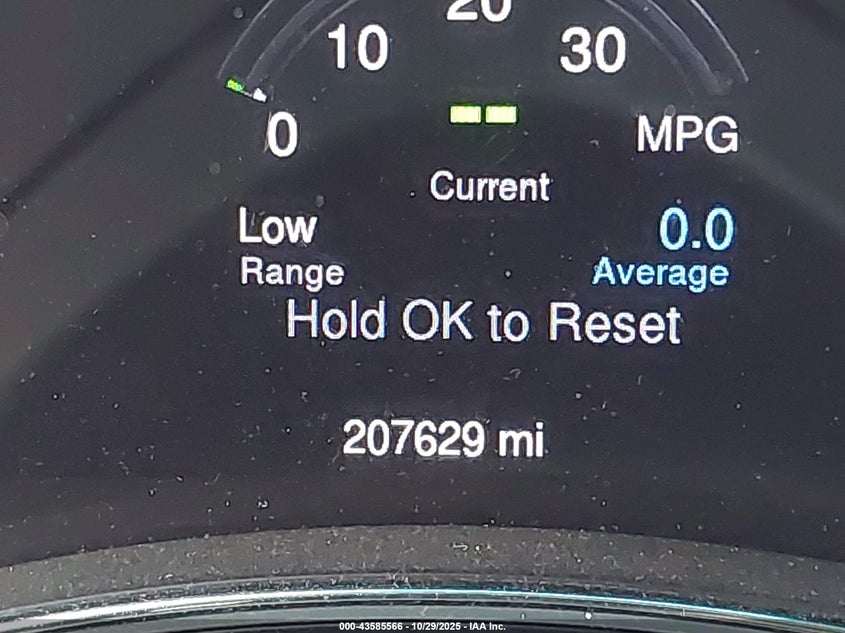 20
10 30
0 MPG
Current
Low 0.0
Range Average
Hold OK to Reset
207629 mi
000-43585566 - 10/29/2025 - IAA Inc.